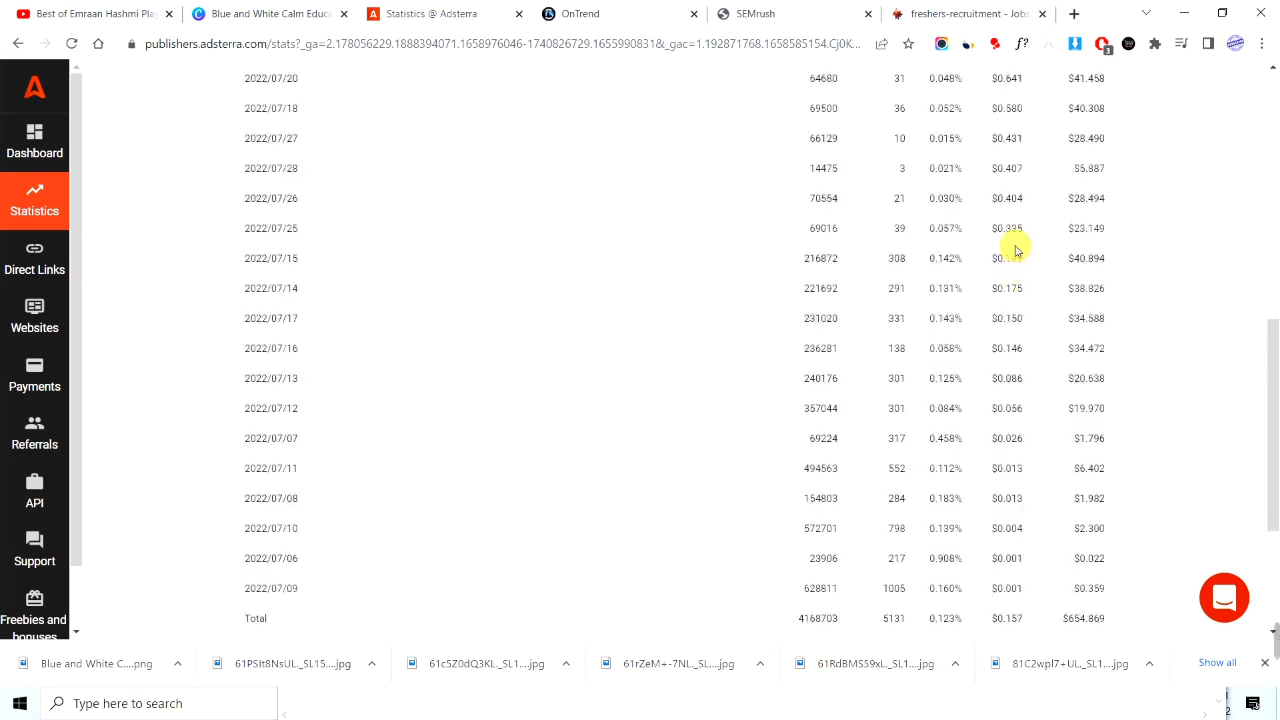 Best of Emraan Hashmi Play
Blue and White Calm Educa
Statistics @ Adsterra
OnTrend
SEMrush
freshers-recruitment - Jobs
publishers.adsterra.com/stats?_ga=2.178056229.1888304071.1658976046-1740826729.1655990831&_gac=1.192871768.1658585154.Cj0K...
f?
3
Dashboard
Statistics
Direct Links
Websites
Payments
Referrals
API
Support
Freebies and
bonuses
2022/07/20 64680 31 0.048% $0.641 $41.458
2022/07/18 69500 36 0.052% $0.580 $40.308
2022/07/27 66129 10 0.015% $0.431 $28.490
2022/07/28 14475 3 0.021% $0.407 $5.887
2022/07/26 70554 21 0.030% $0.404 $28.494
2022/07/25 69016 39 0.057% $0.335 $23.149
2022/07/15 216872 308 0.142% $40.894
2022/07/14 221692 291 0.131% $0.175 $38.826
2022/07/17 231020 331 0.143% $0.150 $34.588
2022/07/16 236281 138 0.058% $0.146 $34.472
2022/07/13 240176 301 0.125% $0.086 $20.638
2022/07/12 357044 301 0.084% $0.056 $19.970
2022/07/07 69224 317 0.458% $0.026 $1.796
2022/07/11 494563 552 0.112% $0.013 $6.402
2022/07/08 154803 284 0.183% $0.013 $1.982
2022/07/10 572701 798 0.139% $0.004 $2.300
2022/07/06 23906 217 0.908% $0.001 $0.022
2022/07/09 628811 1005 0.160% $0.001 $0.359
Total 4168703 5131 0.123% $0.157 $654.869
Blue and White C....png
61PSIt8NsUL._SL15....jpg
61c5Z0dQ3KL._SL1....jpg
61rZeM+-7NL._SL....jpg
61RdBMS59xL._SL1....jpg
81C2wpl7+UL._SL1....jpg
Show all
Type here to search